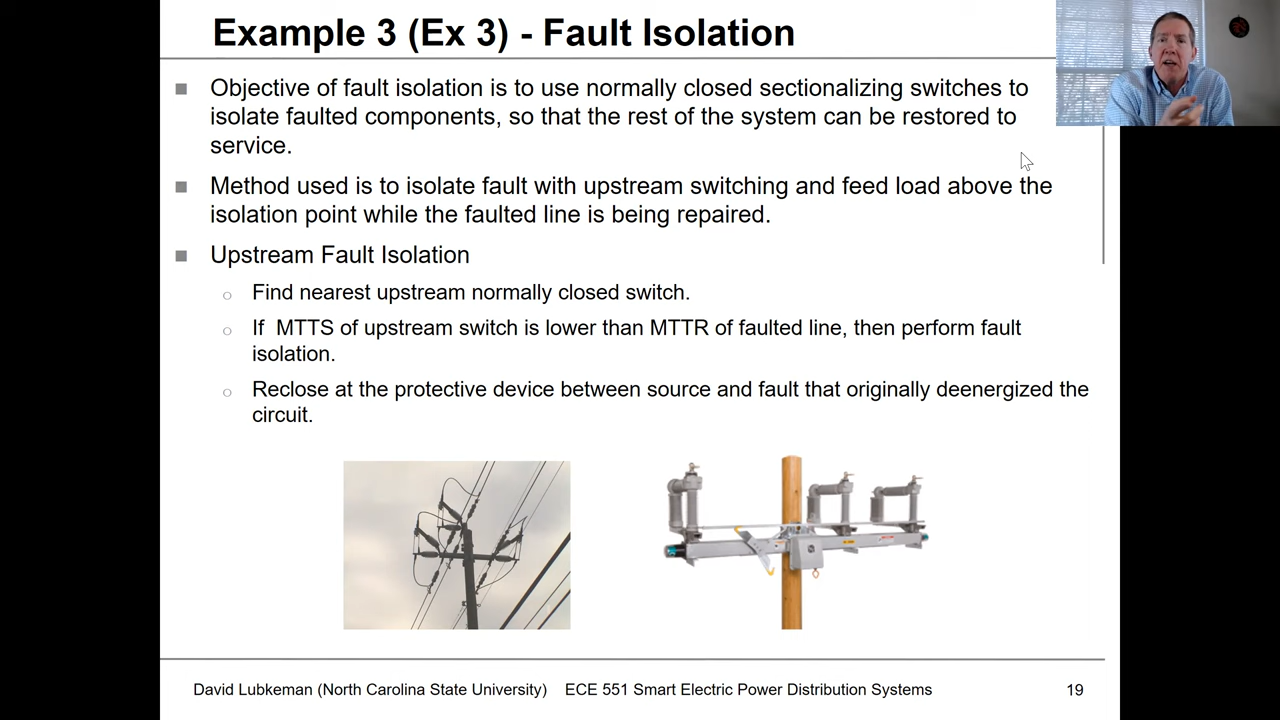 Example 3 (Ex 3) - Fault Isolation
Objective of fault isolation is to use normally closed sectionalizing switches to
isolate faulted components, so that the rest of the system can be restored to
service.
Method used is to isolate fault with upstream switching and feed load above the
isolation point while the faulted line is being repaired.
Upstream Fault Isolation
Find nearest upstream normally closed switch.
If MTTS of upstream switch is lower than MTTR of faulted line, then perform fault
isolation.
Reclose at the protective device between source and fault that originally deenergized the
circuit.
David Lubkeman (North Carolina State University) ECE 551 Smart Electric Power Distribution Systems 19